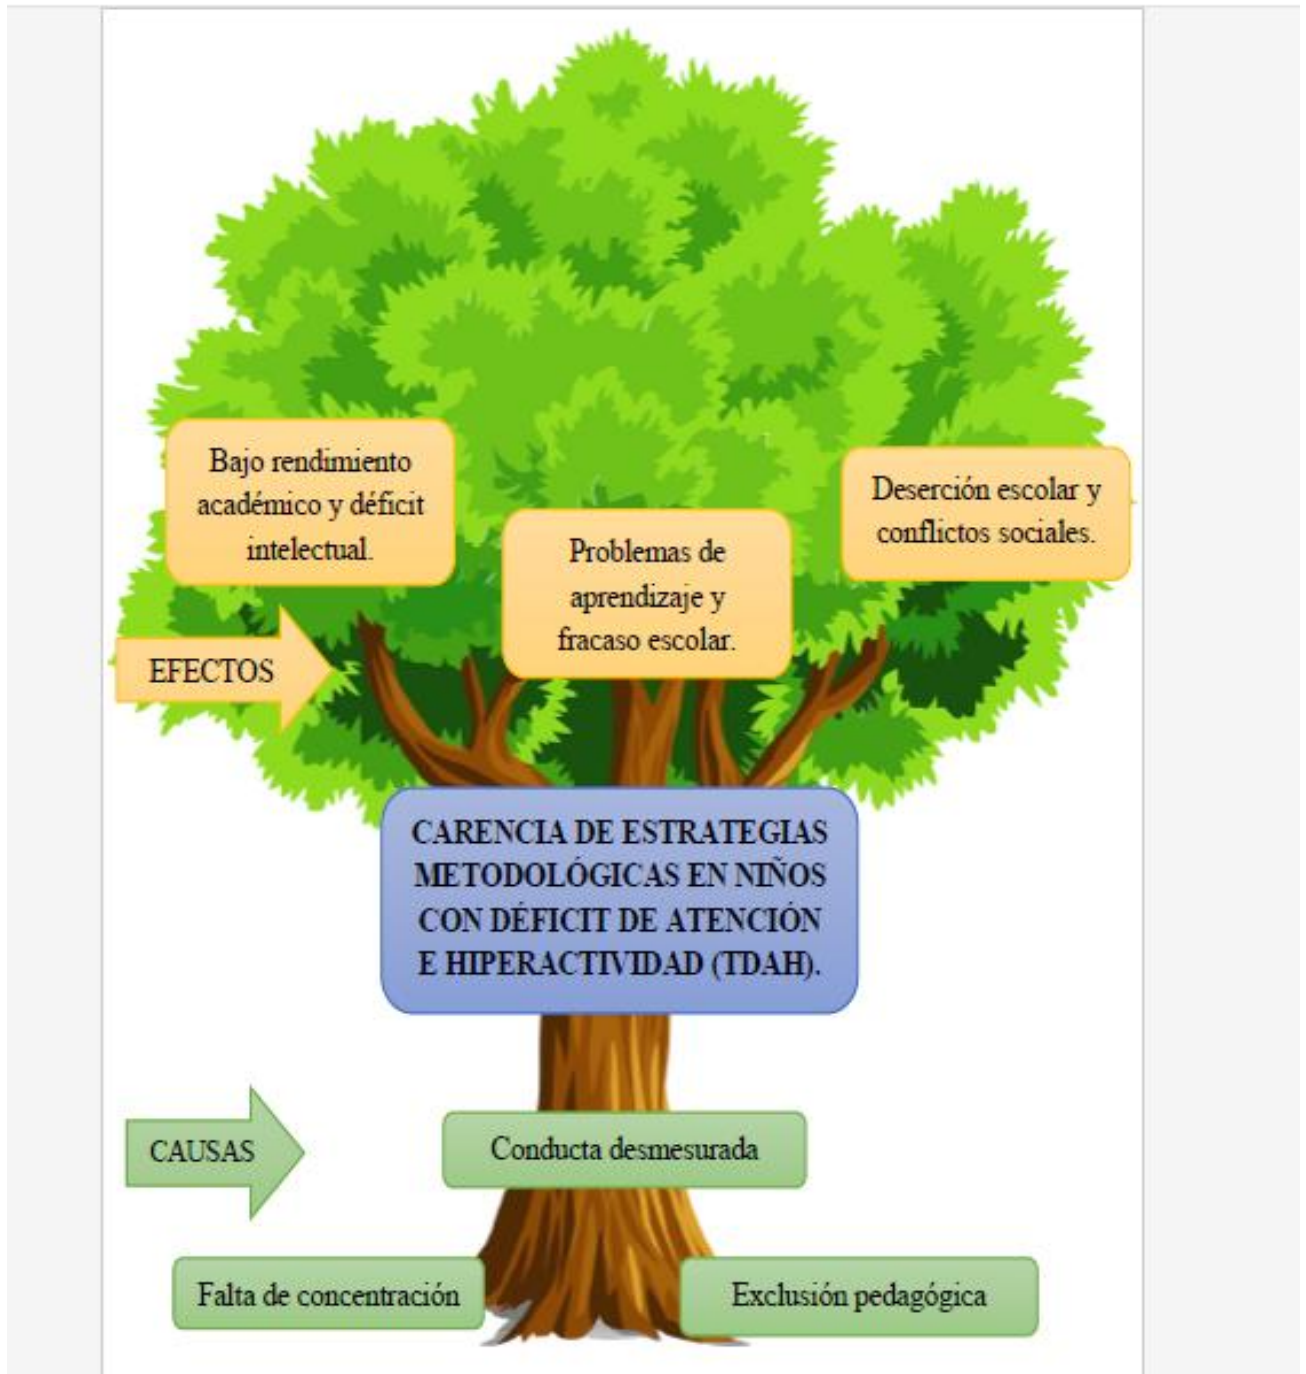 Bajo rendimiento
académico y déficit
intelectual.
Problemas de
aprendizaje y
fracaso escolar.
Deserción escolar y
conflictos sociales.
EFECTOS
CARENCIA DE ESTRATEGIAS
METODOLÓGICAS EN NIÑOS
CON DÉFICIT DE ATENCIÓN
E HIPERACTIVIDAD (TDAH).
CAUSAS
Conducta desmesurada
Falta de concentración
Exclusión pedagógica